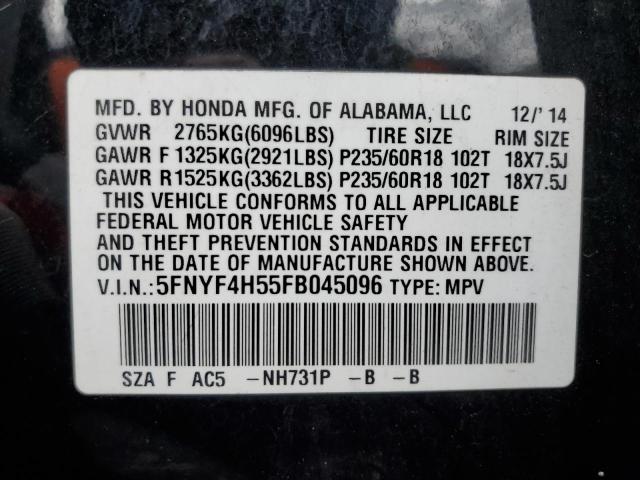 MFD. BY HONDA MFG. OF ALABAMA, LLC 12/'14
GVWR 2765KG(6096LBS) TIRE SIZE RIM SIZE
GAWR F 1325KG(2921LBS) P235/60R18 102T 18X7.5J
GAWR R 1525KG(3362LBS) P235/60R18 102T 18X7.5J
THIS VEHICLE CONFORMS TO ALL APPLICABLE
FEDERAL MOTOR VEHICLE SAFETY
AND THEFT PREVENTION STANDARDS IN EFFECT
ON THE DATE OF MANUFACTURE SHOWN ABOVE.
V.I.N.: 5FNYF4H55FB045096 TYPE: MPV
SZA F AC5 -NH731P -B -B